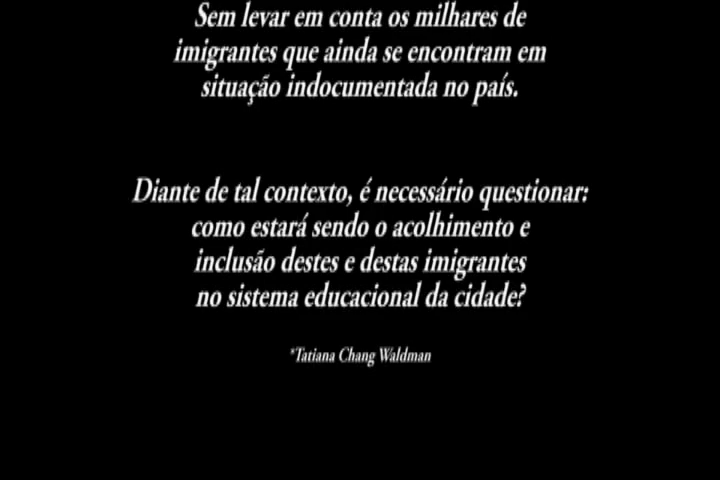 Sem levar em conta os milhares de
imigrantes que ainda se encontram em
situação indocumentada no país.
Diante de tal contexto, é necessário questionar:
como estará sendo o acolhimento e
inclusão destes e destas imigrantes
no sistema educacional da cidade?
*Tatiana Chang Waldman